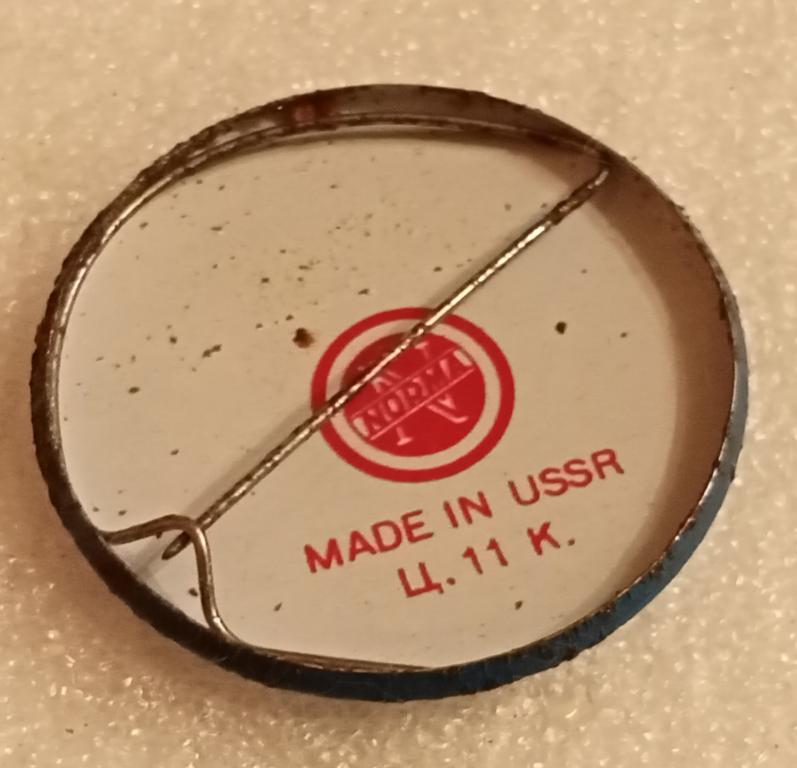 NORMA
MADE IN USSR
Ц. 11 К.